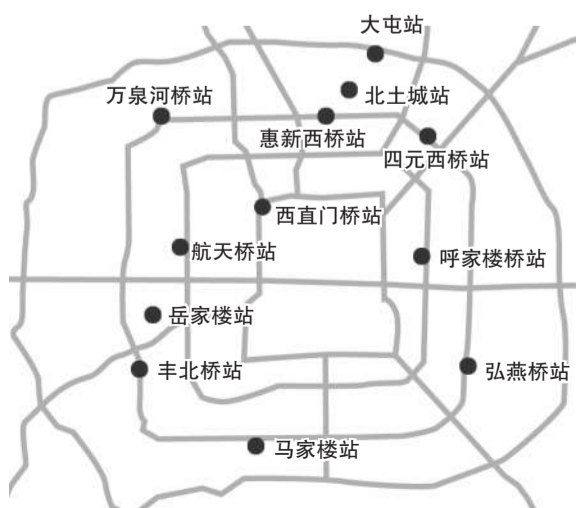 大屯站
万泉河桥站
北土城站
惠新西桥站
四元西桥站
西直门桥站
航天桥站
呼家楼桥站
岳家楼站
丰北桥站
弘燕桥站
马家楼站